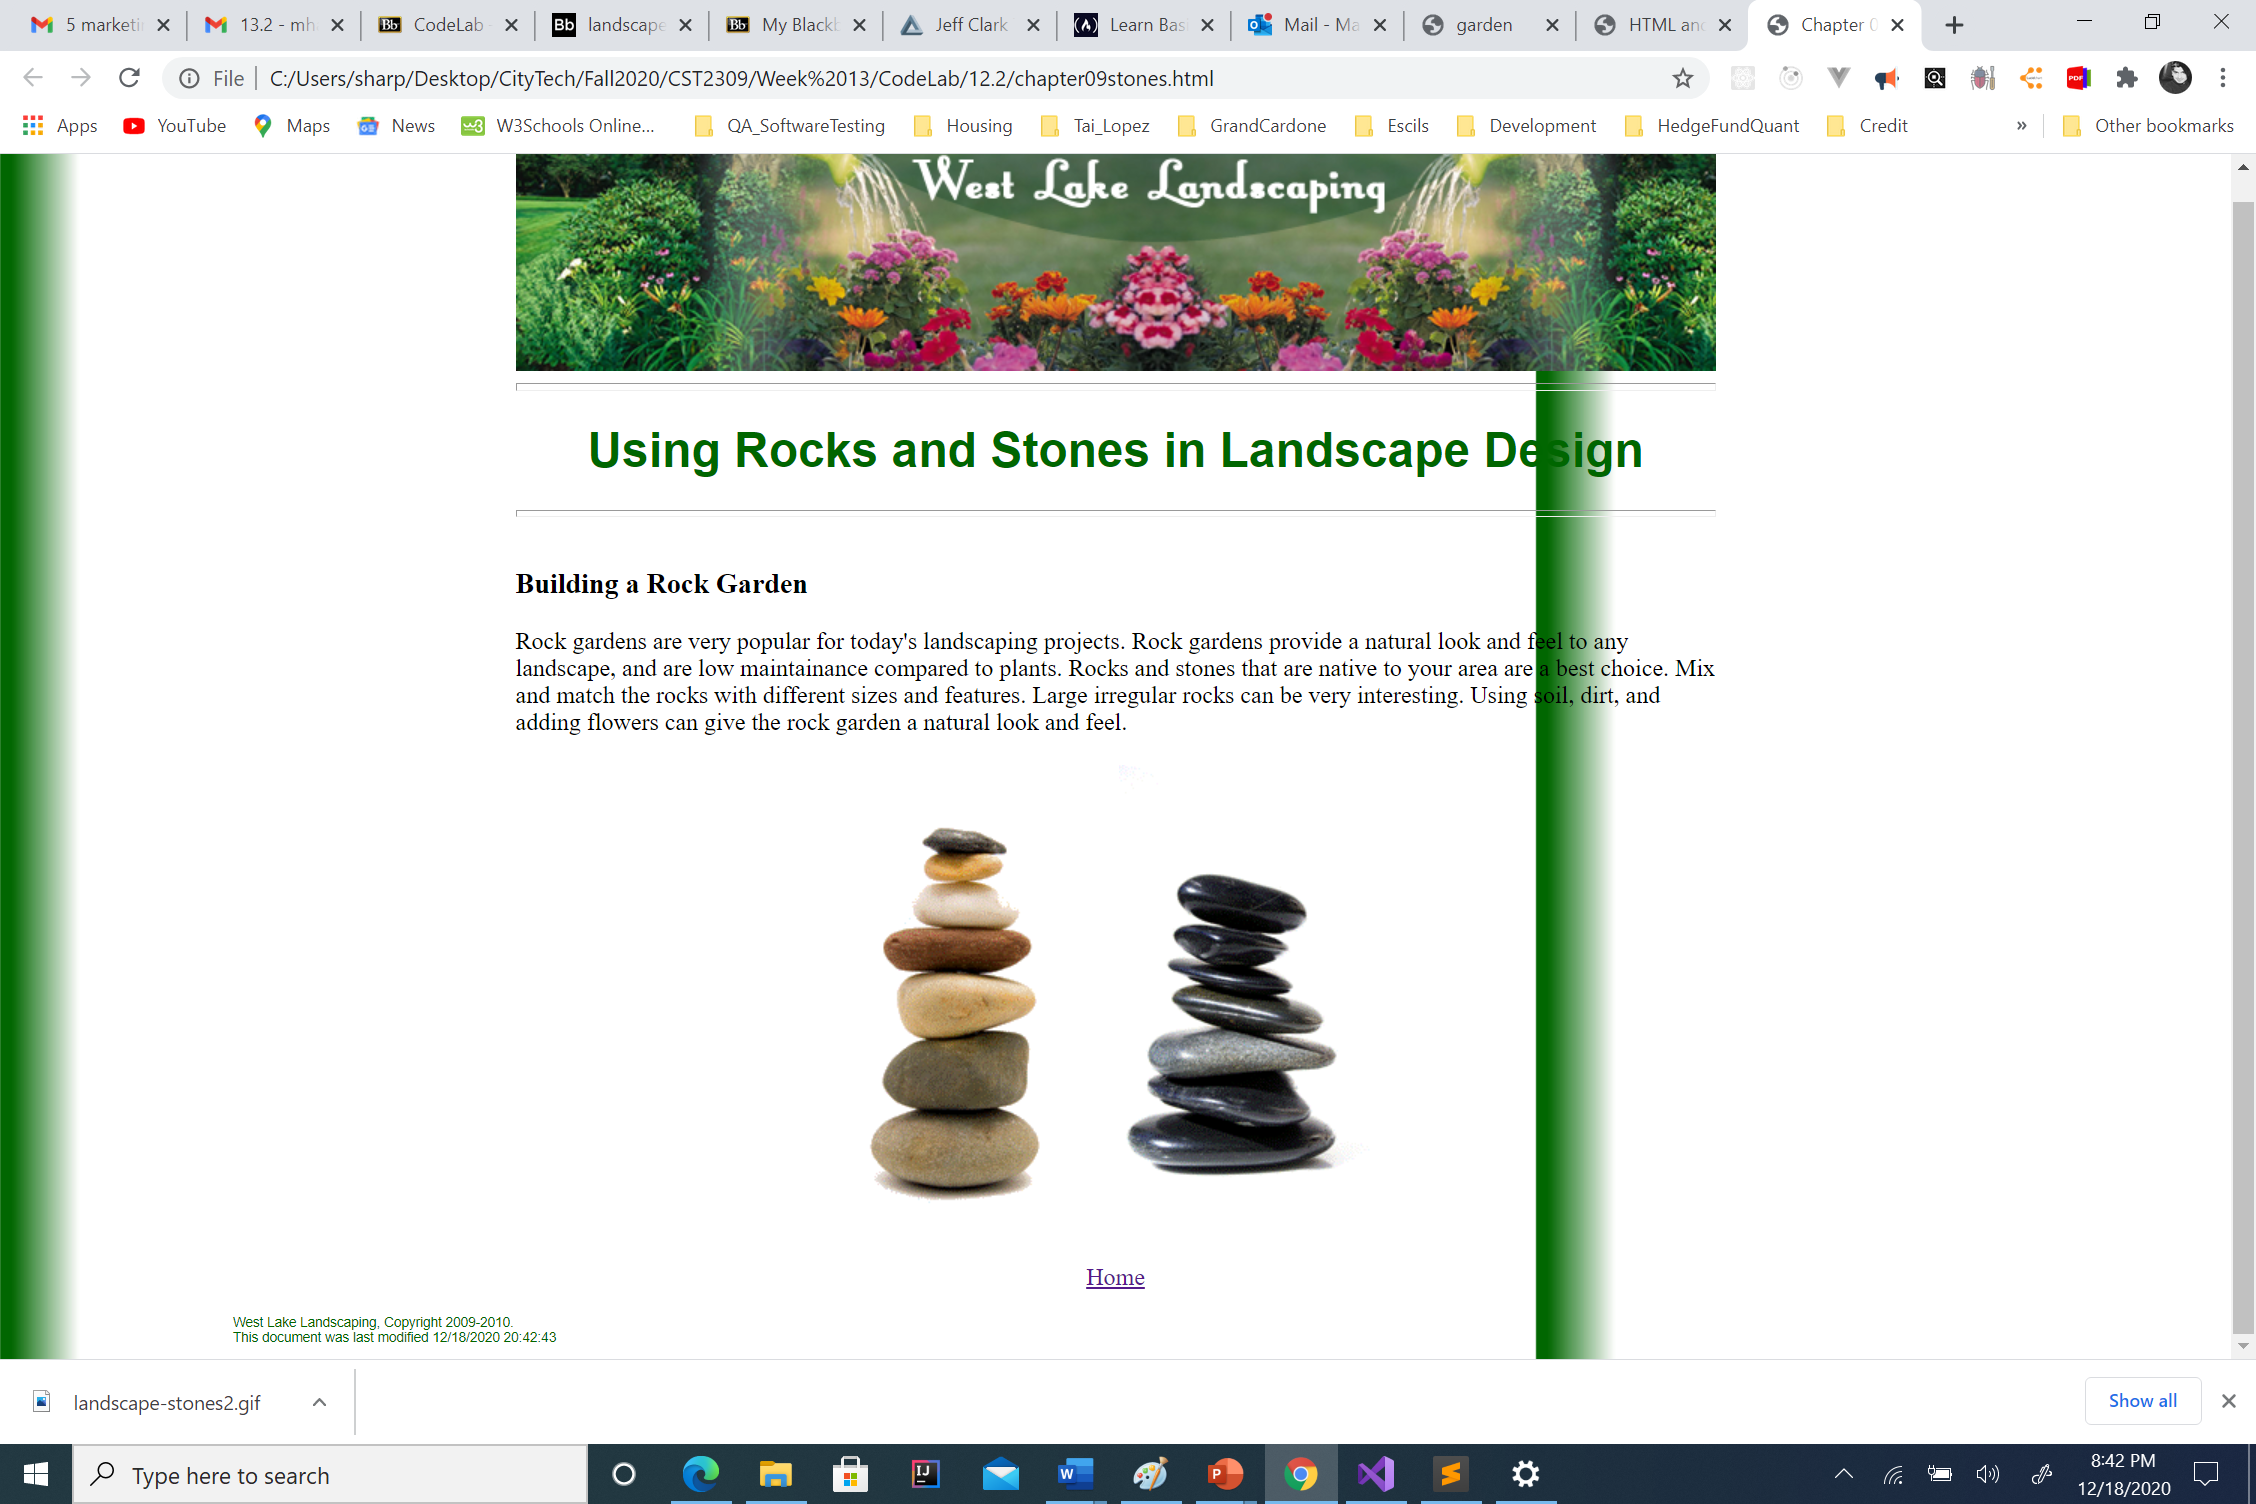 5 marketi
13.2 - mh
CodeLab -
landscape
My Blackb
Jeff Clark
Learn Basi
Mail - Ma
garden
HTML and
Chapter 0
File C:/Users/sharp/Desktop/CityTech/Fall2020/CST2309/Week%2013/CodeLab/12.2/chapter09stones.html
Apps YouTube Maps News W3Schools Online... QA_SoftwareTesting Housing Tai_Lopez GrandCardone Escils Development HedgeFundQuant Credit » Other bookmarks
West Lake Landscaping
Using Rocks and Stones in Landscape Design
Building a Rock Garden
Rock gardens are very popular for today's landscaping projects. Rock gardens provide a natural look and feel to any
landscape, and are low maintainance compared to plants. Rocks and stones that are native to your area are a best choice. Mix
and match the rocks with different sizes and features. Large irregular rocks can be very interesting. Using soil, dirt, and
adding flowers can give the rock garden a natural look and feel.
Home
West Lake Landscaping, Copyright 2009-2010.
This document was last modified 12/18/2020 20:42:43
landscape-stones2.gif
Show all
Type here to search
8:42 PM
12/18/2020